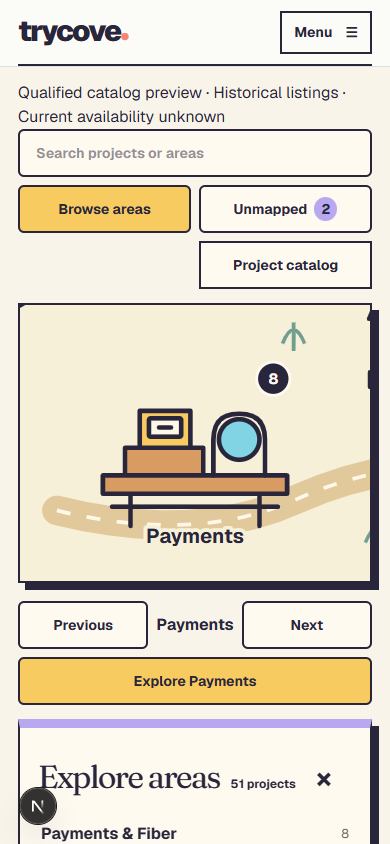 trycove.
Menu ☰
Qualified catalog preview · Historical listings ·
Current availability unknown
Search projects or areas
Browse areas
Unmapped 2
Project catalog
8
Payments
Previous
Payments
Next
Explore Payments
Explore areas 51 projects ×
N
Payments & Fiber 8